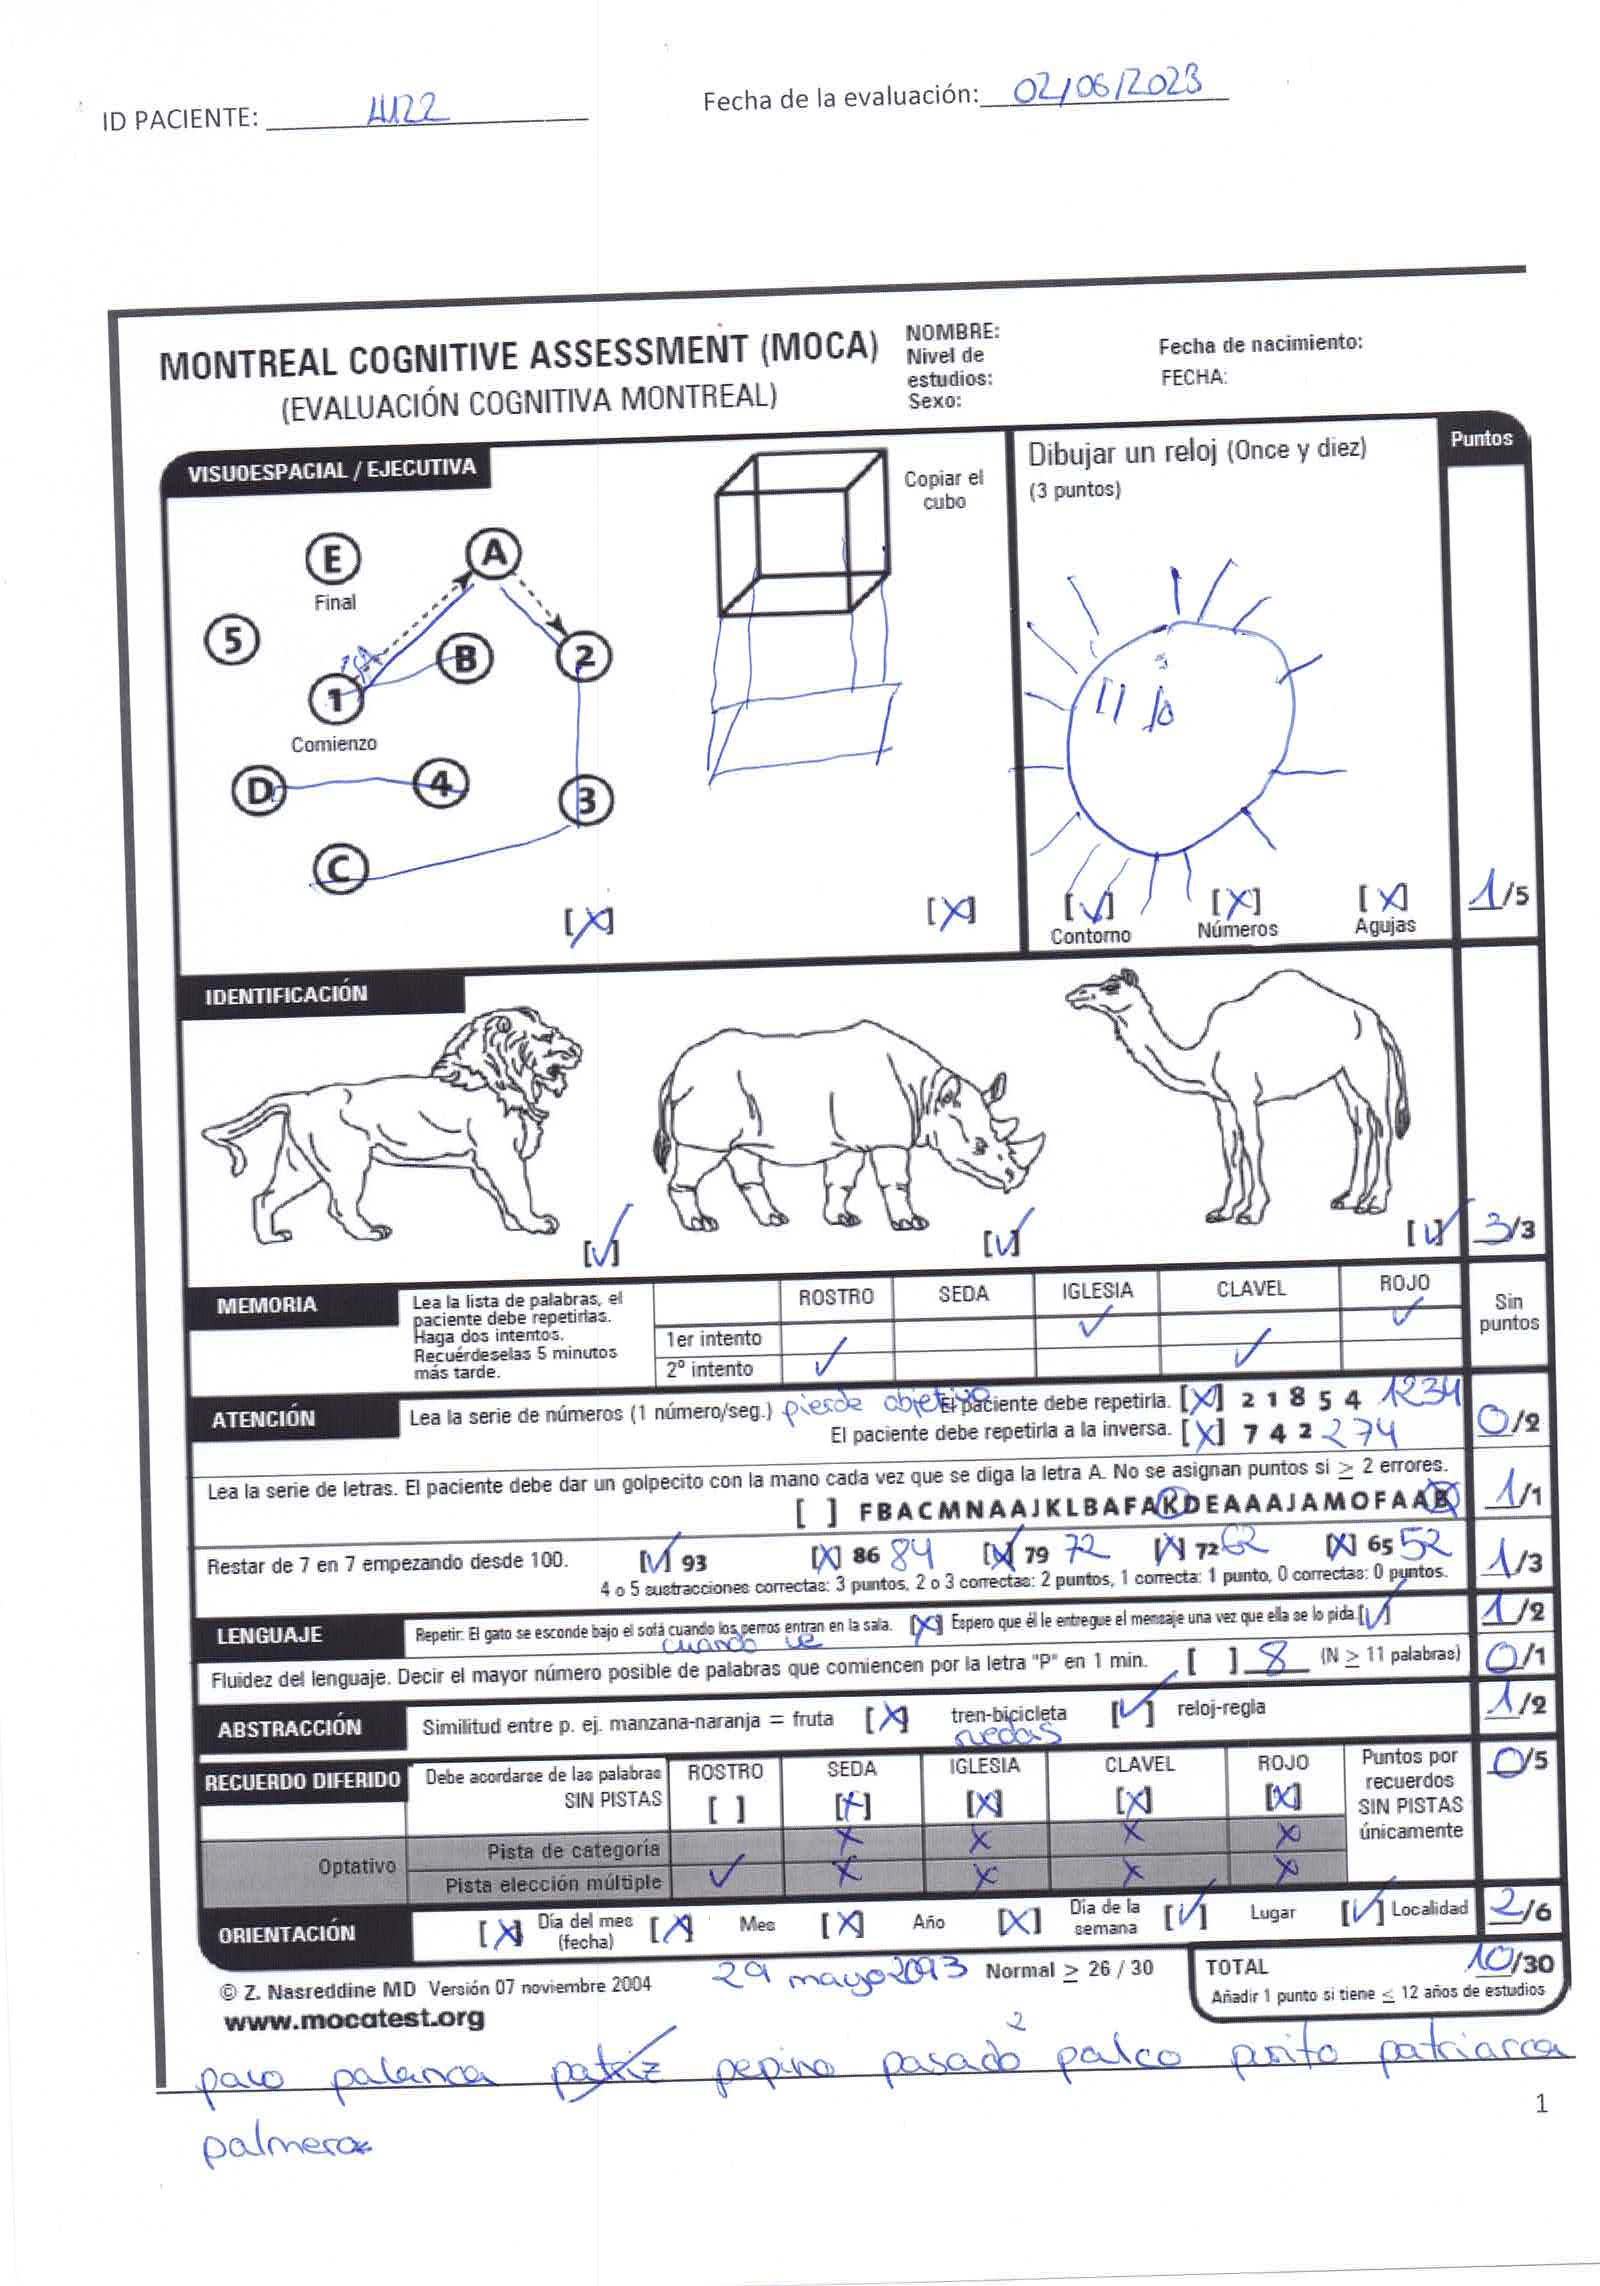 ID PACIENTE: 4122 Fecha de la evaluación: 02/06/2023
MONTREAL COGNITIVE ASSESSMENT (MOCA)
(EVALUACIÓN COGNITIVA MONTREAL)
NOMBRE:
Nivel de estudios:
Sexo:
Fecha de nacimiento:
FECHA:
VISUOESPACIAL / EJECUTIVA
E
Final
A
5
B
2
1
Comienzo
D
4
3
C
[X]
Copiar el cubo
[X]
Dibujar un reloj (Once y diez)
(3 puntos)
11 10
[✓] Contorno [X] Números [X] Agujas
Puntos
1/5
IDENTIFICACIÓN
[✓] [✓] [✓] 3/3
MEMORIA
Lea la lista de palabras, el
paciente debe repetirlas.
Haga dos intentos.
Recuérdeselas 5 minutos
más tarde.
ROSTRO SEDA IGLESIA CLAVEL ROJO
1er intento ✓ ✓
2º intento ✓ ✓
Sin puntos
ATENCIÓN
Lea la serie de números (1 número/seg.) pierde objetivo El paciente debe repetirla. [X] 2 1 8 5 4 1234
El paciente debe repetirla a la inversa. [X] 7 4 2 274 0/2
Lea la serie de letras. El paciente debe dar un golpecito con la mano cada vez que se diga la letra A. No se asignan puntos si ≥ 2 errores.
[ ] FBACMNAAJKLBAFAKDEAAAJAMOFAAB 1/1
Restar de 7 en 7 empezando desde 100. [✓] 93 [X] 86 84 [X] 79 72 [X] 72 62 [X] 65 52 1/3
4 o 5 sustracciones correctas: 3 puntos, 2 o 3 correctas: 2 puntos, 1 correcta: 1 punto, 0 correctas: 0 puntos.
LENGUAJE
Repetir: El gato se esconde bajo el sofá cuando los perros entran en la sala. [X] Espero que él le entregue el mensaje una vez que ella se lo pida. [✓] 1/2
cuando ve
Fluidez del lenguaje. Decir el mayor número posible de palabras que comiencen por la letra "P" en 1 min. [ ] 8 (N ≥ 11 palabras) 0/1
ABSTRACCIÓN
Similitud entre p. ej. manzana-naranja = fruta [X] tren-bicicleta [✓] reloj-regla 1/2
ruedas
RECUERDO DIFERIDO
Debe acordarse de las palabras
SIN PISTAS
ROSTRO SEDA IGLESIA CLAVEL ROJO
[ ] [X] [X] [X] [X]
Puntos por
recuerdos
SIN PISTAS
únicamente
0/5
Optativo
Pista de categoría X X X X
Pista elección múltiple ✓ X X X X
ORIENTACIÓN
[X] Día del mes (fecha) [X] Mes [X] Año [X] Día de la semana [✓] Lugar [✓] Localidad 2/6
© Z. Nasreddine MD Versión 07 noviembre 2004 29 mayo 2093 Normal ≥ 26 / 30
www.mocatest.org
TOTAL 10/30
Añadir 1 punto si tiene ≤ 12 años de estudios
palanca patriz pepino pasado 2 palco pisito patriarca
palmera
1